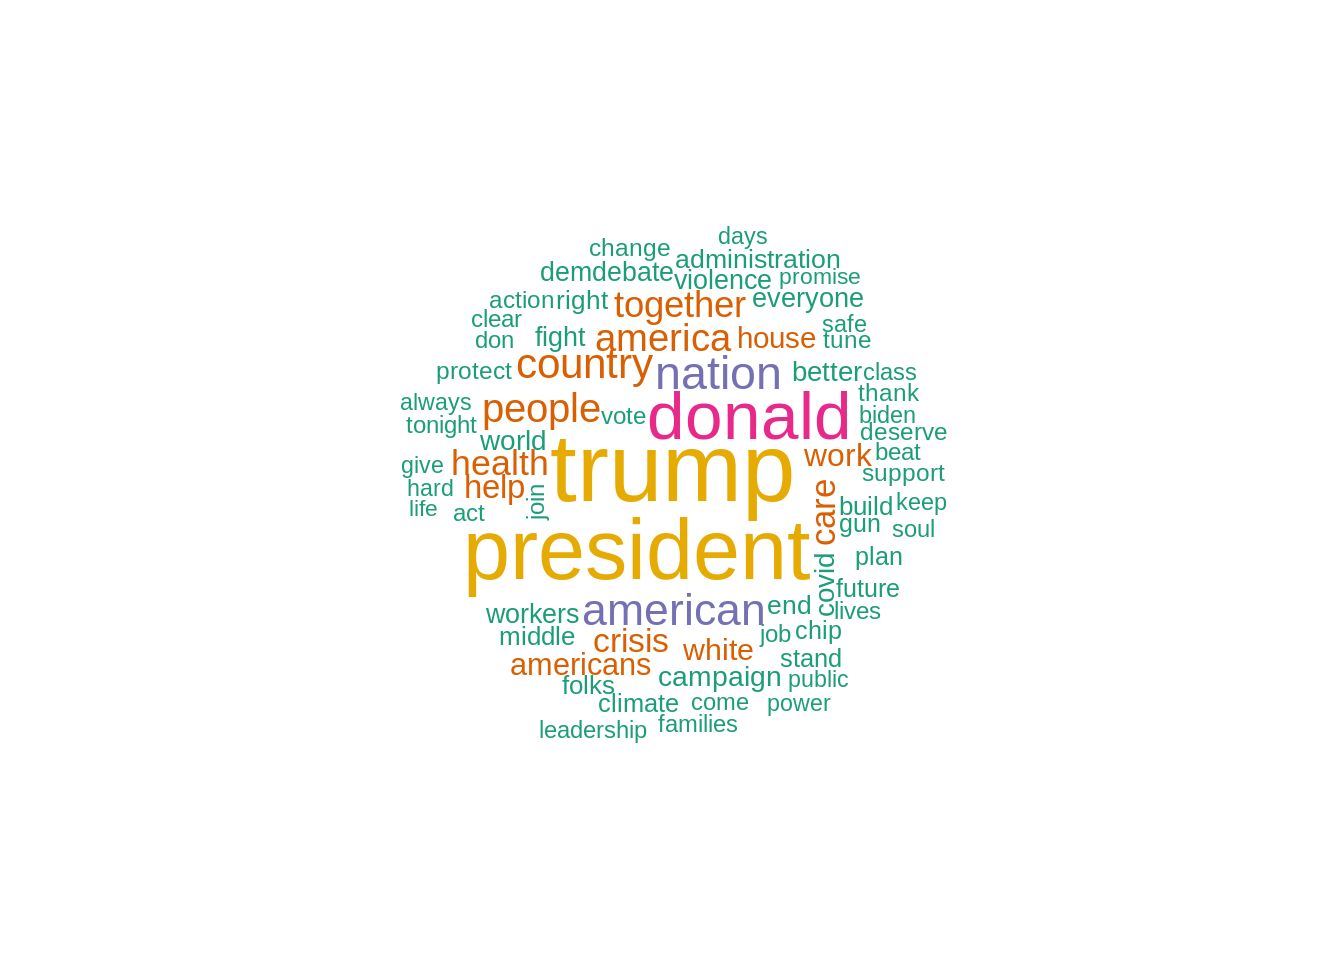 days
change
administration
demdebate
violence
promise
action
right
together
everyone
clear
safe
don
fight
america
house
tune
protect
country
nation
better
class
always
people
vote
donald
thank
biden
tonight
world
deserve
trump
work
beat
give
health
support
hard
help
life
act
join
care
build
keep
gun
soul
president
covid
plan
future
workers
american
end
lives
middle
crisis
white
job
chip
americans
stand
folks
campaign
public
climate
come
power
leadership
families